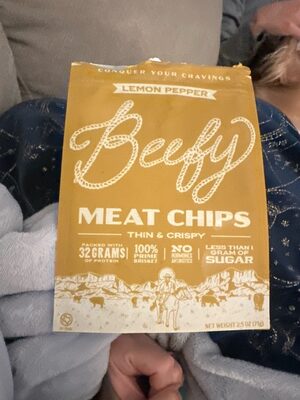 CONQUER YOUR CRAVINGS
LEMON PEPPER
Beefy
MEAT CHIPS
THIN & CRISPY
PACKED WITH
32 GRAMS
OF PROTEIN
100%
PRIME
BRISKET
NO
HORMONES &
ANTIBIOTICS
LESS THAN 1
GRAM OF
SUGAR
NET WEIGHT 2.5 OZ (71g)